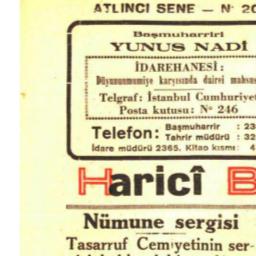 ATLINCI SENE — Nº 20
Başmuharriri
YUNUS NADİ
İDAREHANESİ:
Düyunuumumiye karşısında dairei mahsus
Telgraf: İstanbul Cumhuriyet
Posta kutusu: Nº 246
Telefon: Başmuharrir : 23
Tahrir müdürü : 32
İdare müdürü 2365. Kitap kısmı: 4
Haricî B
Nümune sergisi
Tasarruf Cemiyetinin ser-